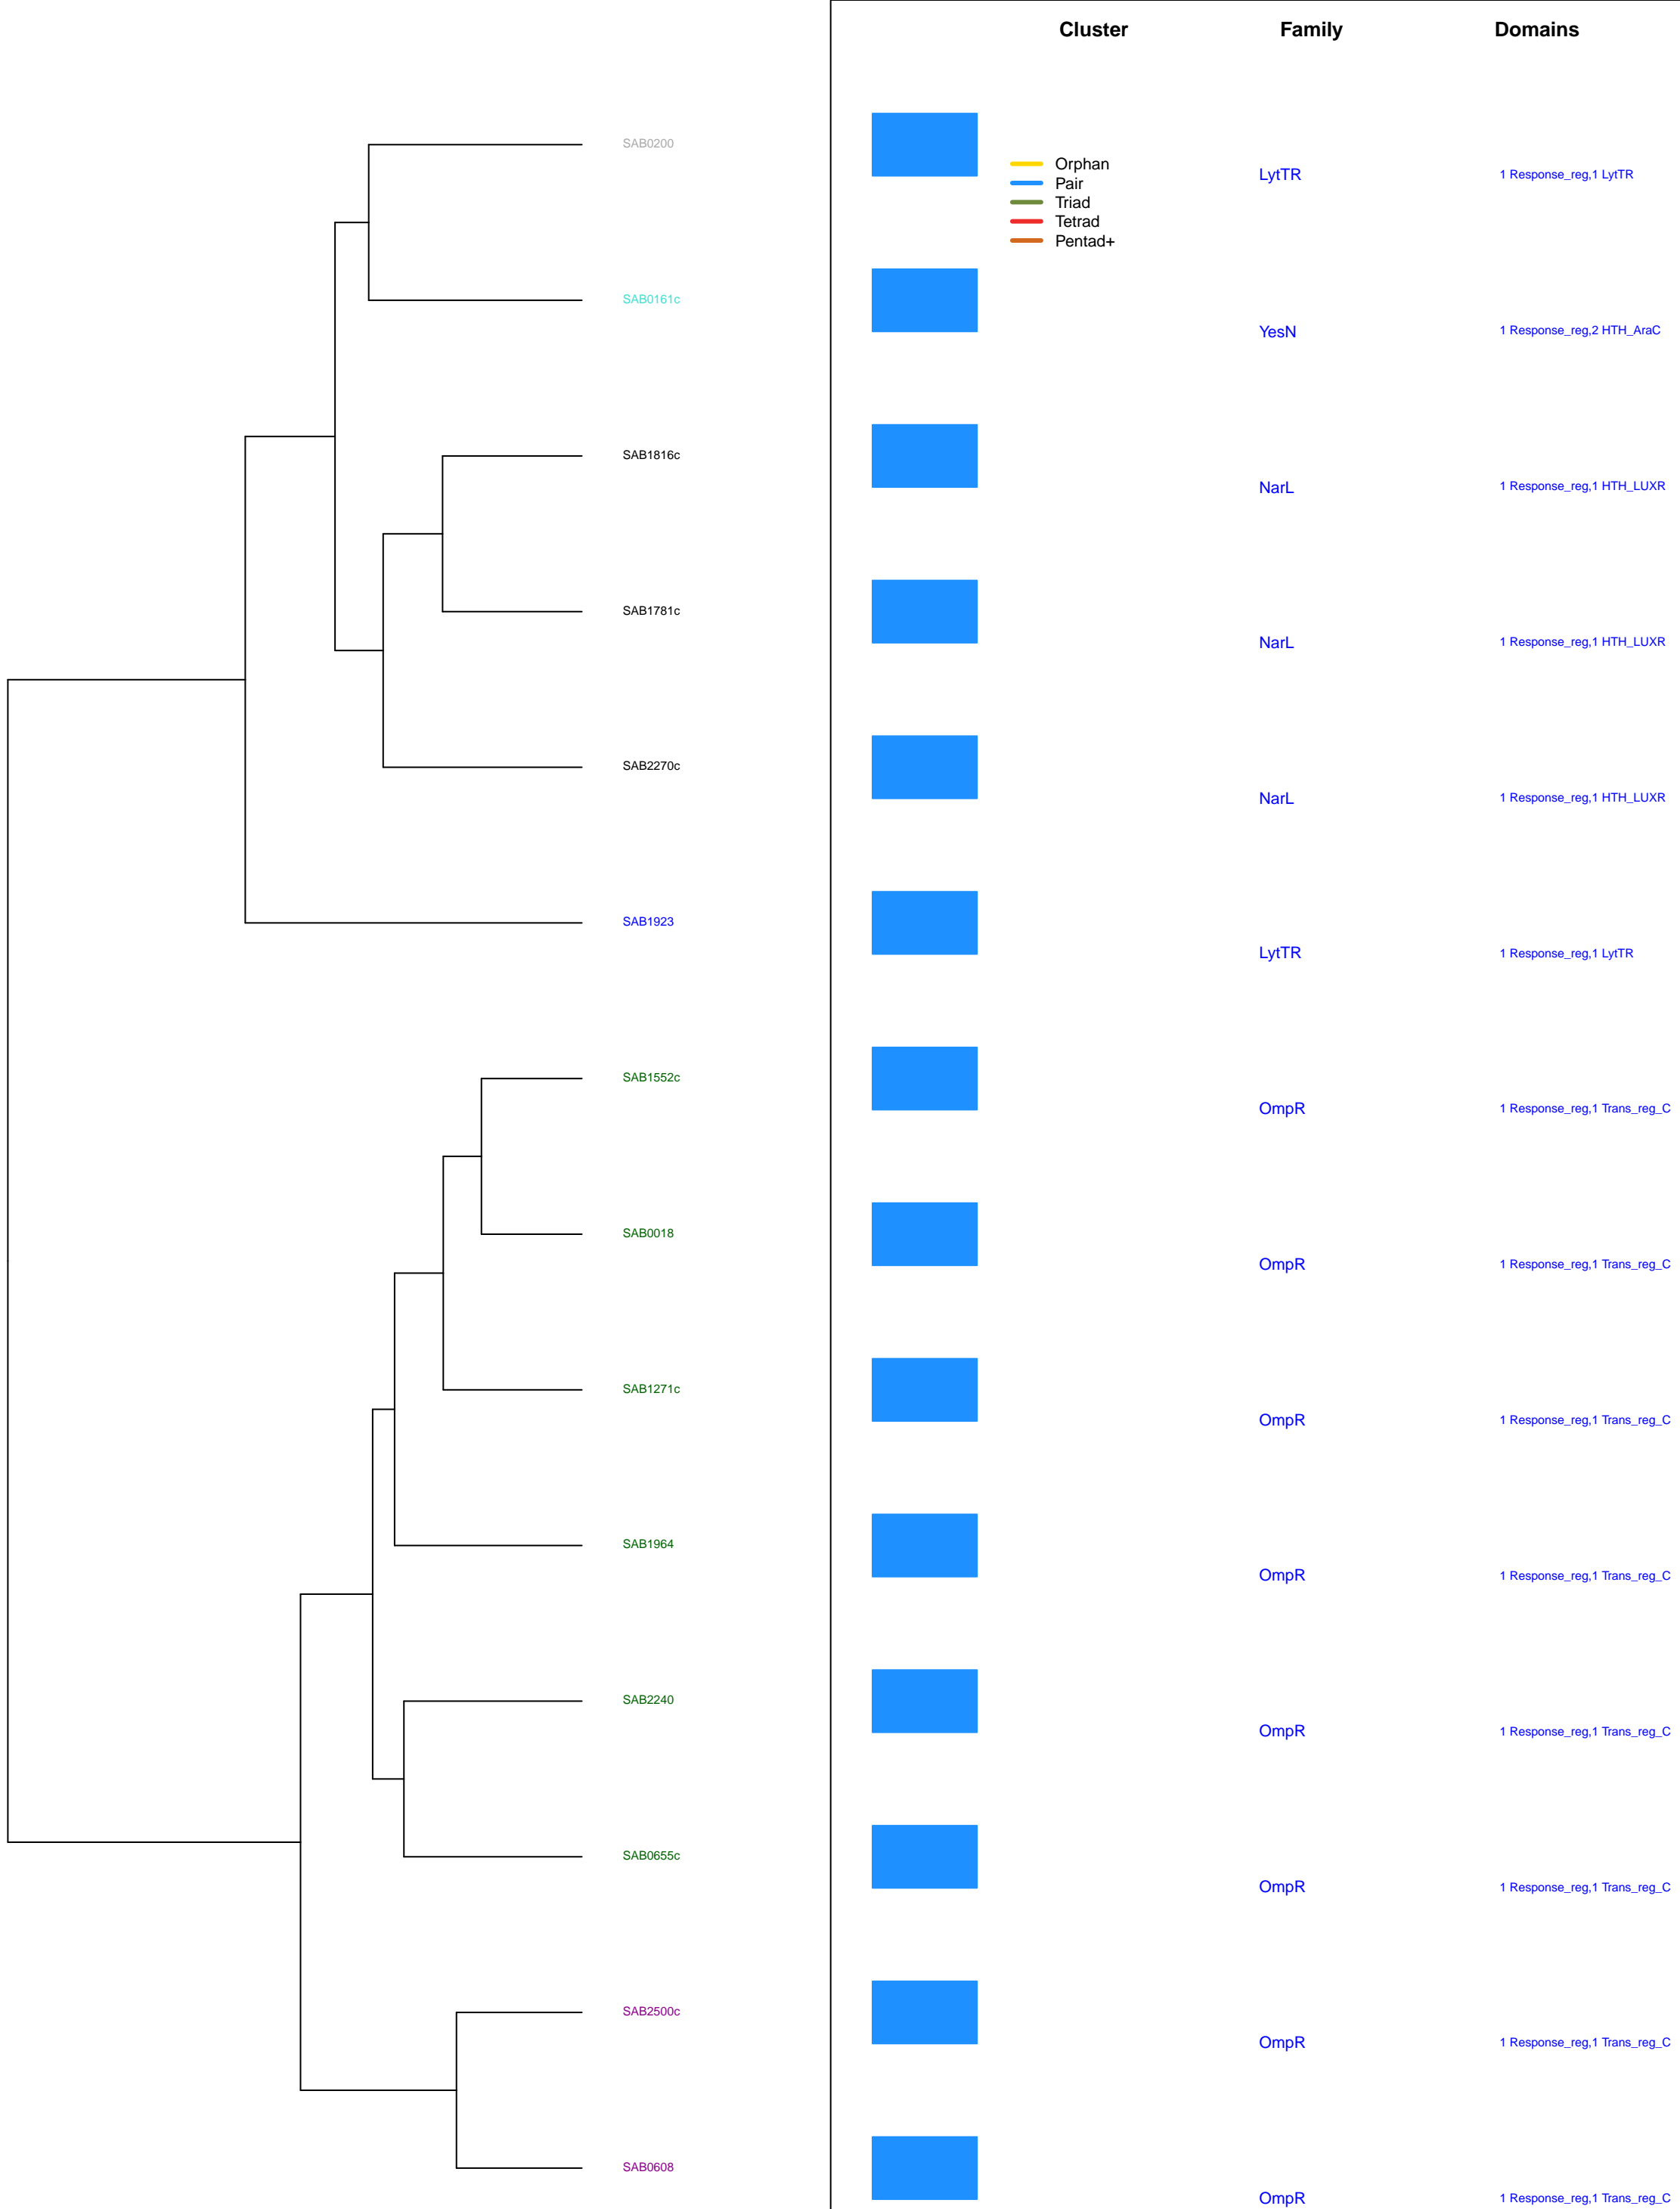 Cluster Family Domains
SAB0200
Orphan
Pair
Triad
Tetrad
Pentad+
LytTR 1 Response_reg,1 LytTR
SAB0161c
YesN 1 Response_reg,2 HTH_AraC
SAB1816c
NarL 1 Response_reg,1 HTH_LUXR
SAB1781c
NarL 1 Response_reg,1 HTH_LUXR
SAB2270c
NarL 1 Response_reg,1 HTH_LUXR
SAB1923
LytTR 1 Response_reg,1 LytTR
SAB1552c
OmpR 1 Response_reg,1 Trans_reg_C
SAB0018
OmpR 1 Response_reg,1 Trans_reg_C
SAB1271c
OmpR 1 Response_reg,1 Trans_reg_C
SAB1964
OmpR 1 Response_reg,1 Trans_reg_C
SAB2240
OmpR 1 Response_reg,1 Trans_reg_C
SAB0655c
OmpR 1 Response_reg,1 Trans_reg_C
SAB2500c
OmpR 1 Response_reg,1 Trans_reg_C
SAB0608
OmpR 1 Response_reg,1 Trans_reg_C